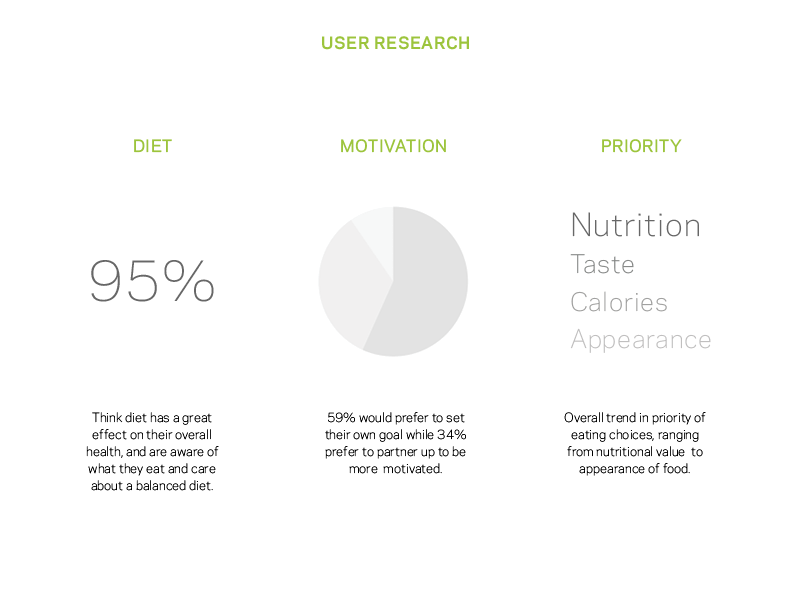 USER RESEARCH
DIET
95%
Think diet has a great
effect on their overall
health, and are aware of
what they eat and care
about a balanced diet.
MOTIVATION
59% would prefer to set
their own goal while 34%
prefer to partner up to be
more motivated.
PRIORITY
Nutrition
Taste
Calories
Appearance
Overall trend in priority of
eating choices, ranging
from nutritional value to
appearance of food.